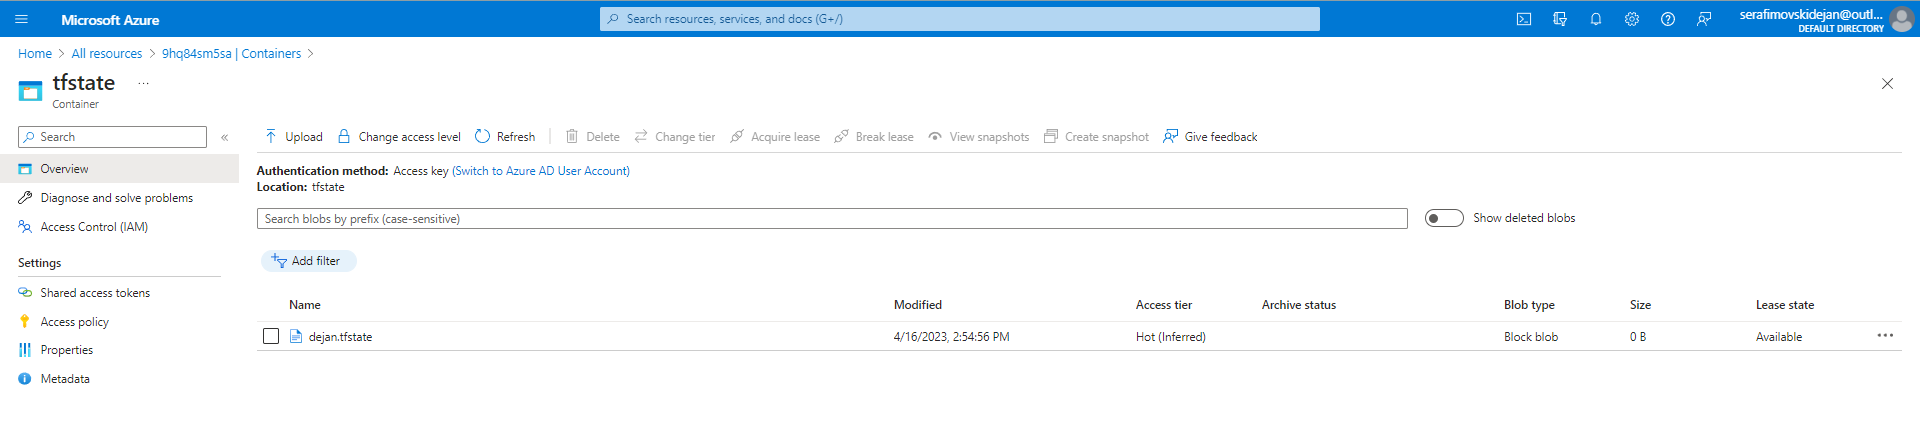 Microsoft Azure
Search resources, services, and docs (G+/)
serafimovskidejan@outl...
DEFAULT DIRECTORY
Home > All resources > 9hq84sm5sa | Containers >
tfstate ...
Container
Search
«
Overview
Diagnose and solve problems
Access Control (IAM)
Settings
Shared access tokens
Access policy
Properties
Metadata
Upload Change access level Refresh Delete Change tier Acquire lease Break lease View snapshots Create snapshot Give feedback
Authentication method: Access key (Switch to Azure AD User Account)
Location: tfstate
Search blobs by prefix (case-sensitive)
Show deleted blobs
Add filter
Name Modified Access tier Archive status Blob type Size Lease state
dejan.tfstate 4/16/2023, 2:54:56 PM Hot (Inferred) Block blob 0 B Available ...